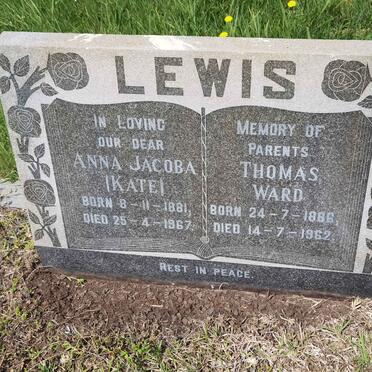 LEWIS
IN LOVING
OUR DEAR
ANNA JACOBA
(KATE)
BORN 8-11-1881,
DIED 25-4-1967.
MEMORY OF
PARENTS
THOMAS
WARD
BORN 24-7-1886,
DIED 14-7-1962.
REST IN PEACE.